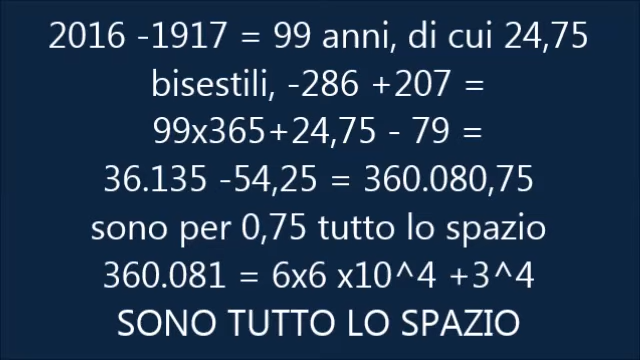 2016 -1917 = 99 anni, di cui 24,75
bisestili, -286 +207 =
99x365+24,75 - 79 =
36.135 -54,25 = 360.080,75
sono per 0,75 tutto lo spazio
360.081 = 6x6 x10^4 +3^4
SONO TUTTO LO SPAZIO